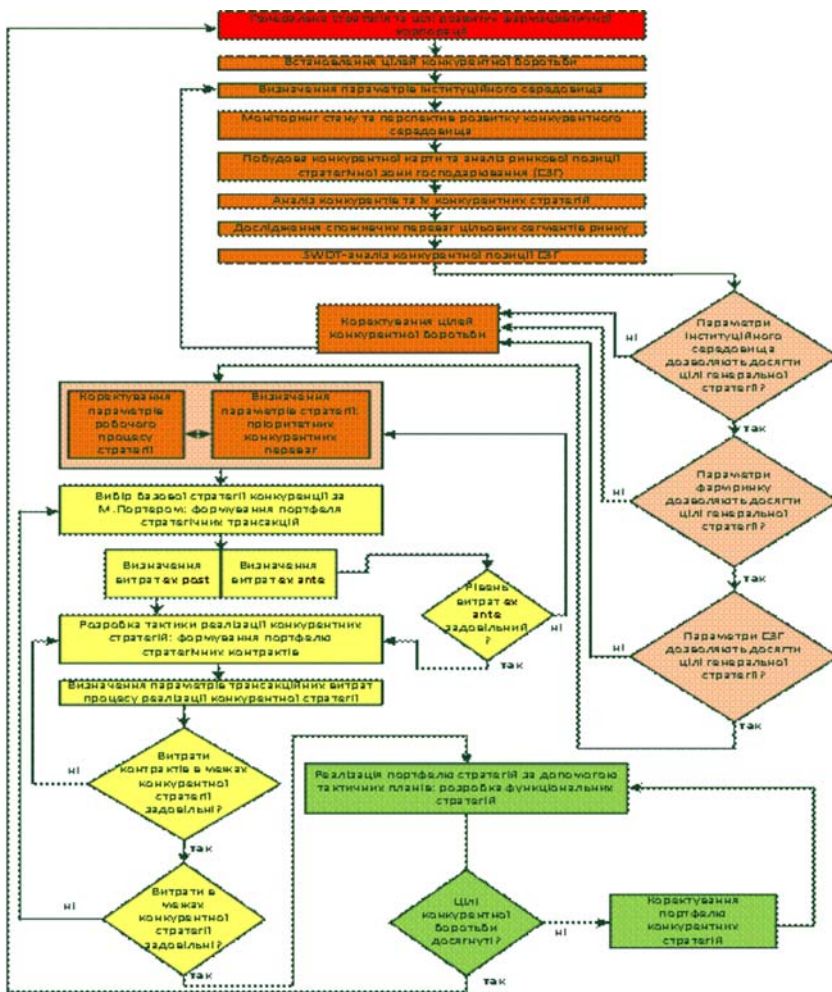 Генеральна стратегія та цілі розвитку фармацевтичної
корпорації
Встановлення цілей конкурентної боротьби
Визначення параметрів інституційного середовища
Моніторинг стану та перспектив розвитку конкурентного
середовища
Побудова конкурентної карти та аналіз ринкової позиції
стратегічної зони господарювання (СЗГ)
Аналіз конкурентів та їх конкурентних стратегій
Дослідження споживчих переваг цільових сегментів ринку
SWOT-аналіз конкурентної позиції СЗГ
Коректування цілей
конкурентної боротьби
ні
Параметри
інституційного
середовища
дозволяють досягти
цілі генеральної
стратегії?
так
Коректування
параметрів
робочого
процесу
стратегії
Визначення
параметрів стратегії:
пріоритетних
конкурентних
переваг
ні
Параметри
фармринку
дозволяють досягти
цілі генеральної
стратегії?
так
Вибір базової стратегії конкуренції за
М.Портером: формування портфеля
стратегічних трансакцій
Визначення
витрат ex post
Визначення
витрат ex ante
Рівень
витрат ex
ante
задовільний
?
ні
так
ні
Параметри СЗГ
дозволяють досягти
цілі генеральної
стратегії?
так
Розробка тактики реалізації конкурентних
стратегій: формування портфелю
стратегічних контрактів
Визначення параметрів трансакційних витрат
процесу реалізації конкурентної стратегії
ні
Витрати
контрактів в межах
конкурентної
стратегії
задовільні?
так
Реалізація портфелю стратегій за допомогою
тактичних планів: розробка функціональних
стратегій
ні
Витрати в
межах
конкурентної
стратегії
задовільні?
так
Цілі
конкурентної
боротьби
досягнуті?
ні
так
Коректування
портфелю
конкурентних
стратегій